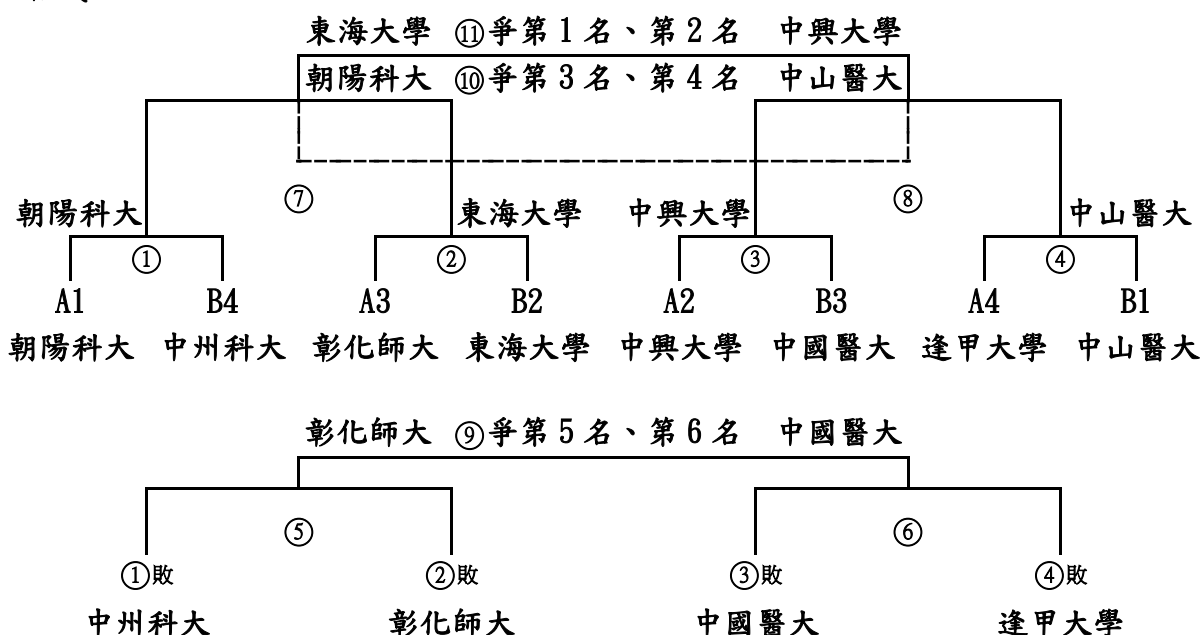 東海大學 ⑪爭第1名、第2名 中興大學
朝陽科大 ⑩爭第3名、第4名 中山醫大
⑦ ⑧
朝陽科大 東海大學 中興大學 中山醫大
① ② ③ ④
A1 B4 A3 B2 A2 B3 A4 B1
朝陽科大 中州科大 彰化師大 東海大學 中興大學 中國醫大 逢甲大學 中山醫大
彰化師大 ⑨爭第5名、第6名 中國醫大
⑤ ⑥
①敗 ②敗 ③敗 ④敗
中州科大 彰化師大 中國醫大 逢甲大學